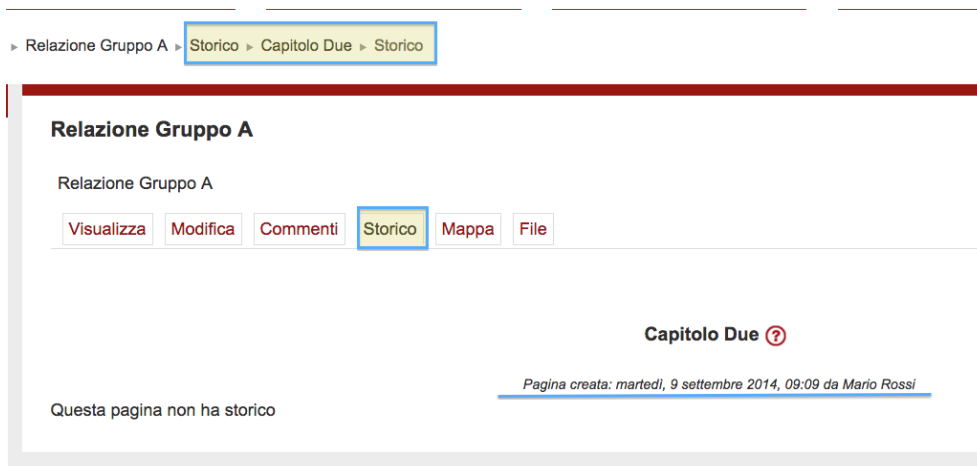 ▸ Relazione Gruppo A ▸ Storico ▸ Capitolo Due ▸ Storico
Relazione Gruppo A
Relazione Gruppo A
Visualizza Modifica Commenti Storico Mappa File
Capitolo Due ?
Pagina creata: martedì, 9 settembre 2014, 09:09 da Mario Rossi
Questa pagina non ha storico